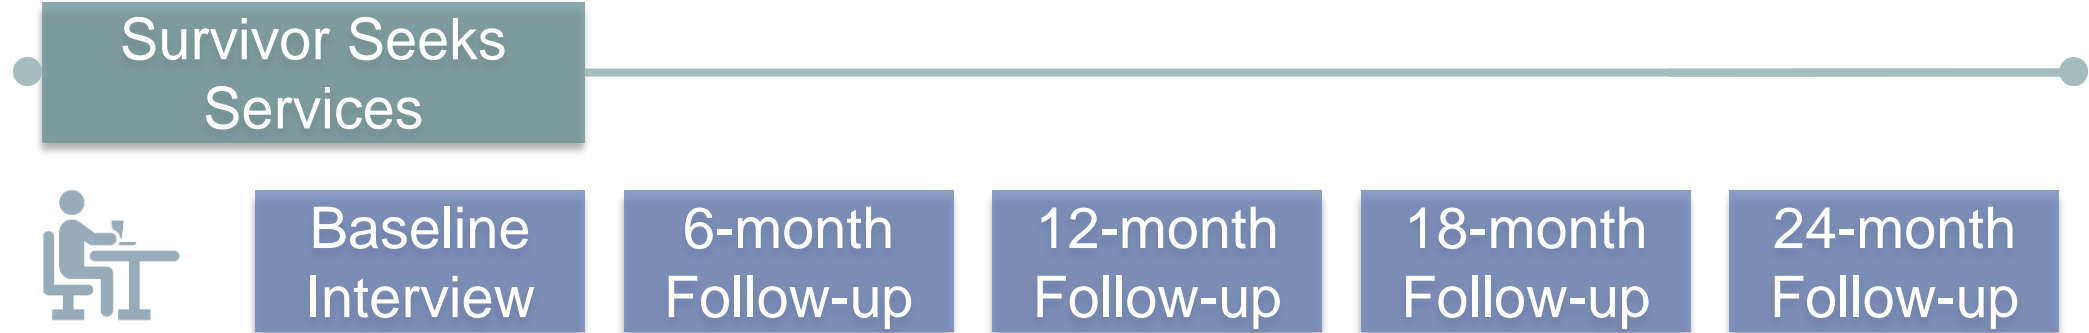 Survivor Seeks
Services
Baseline
Interview
6-month
Follow-up
12-month
Follow-up
18-month
Follow-up
24-month
Follow-up